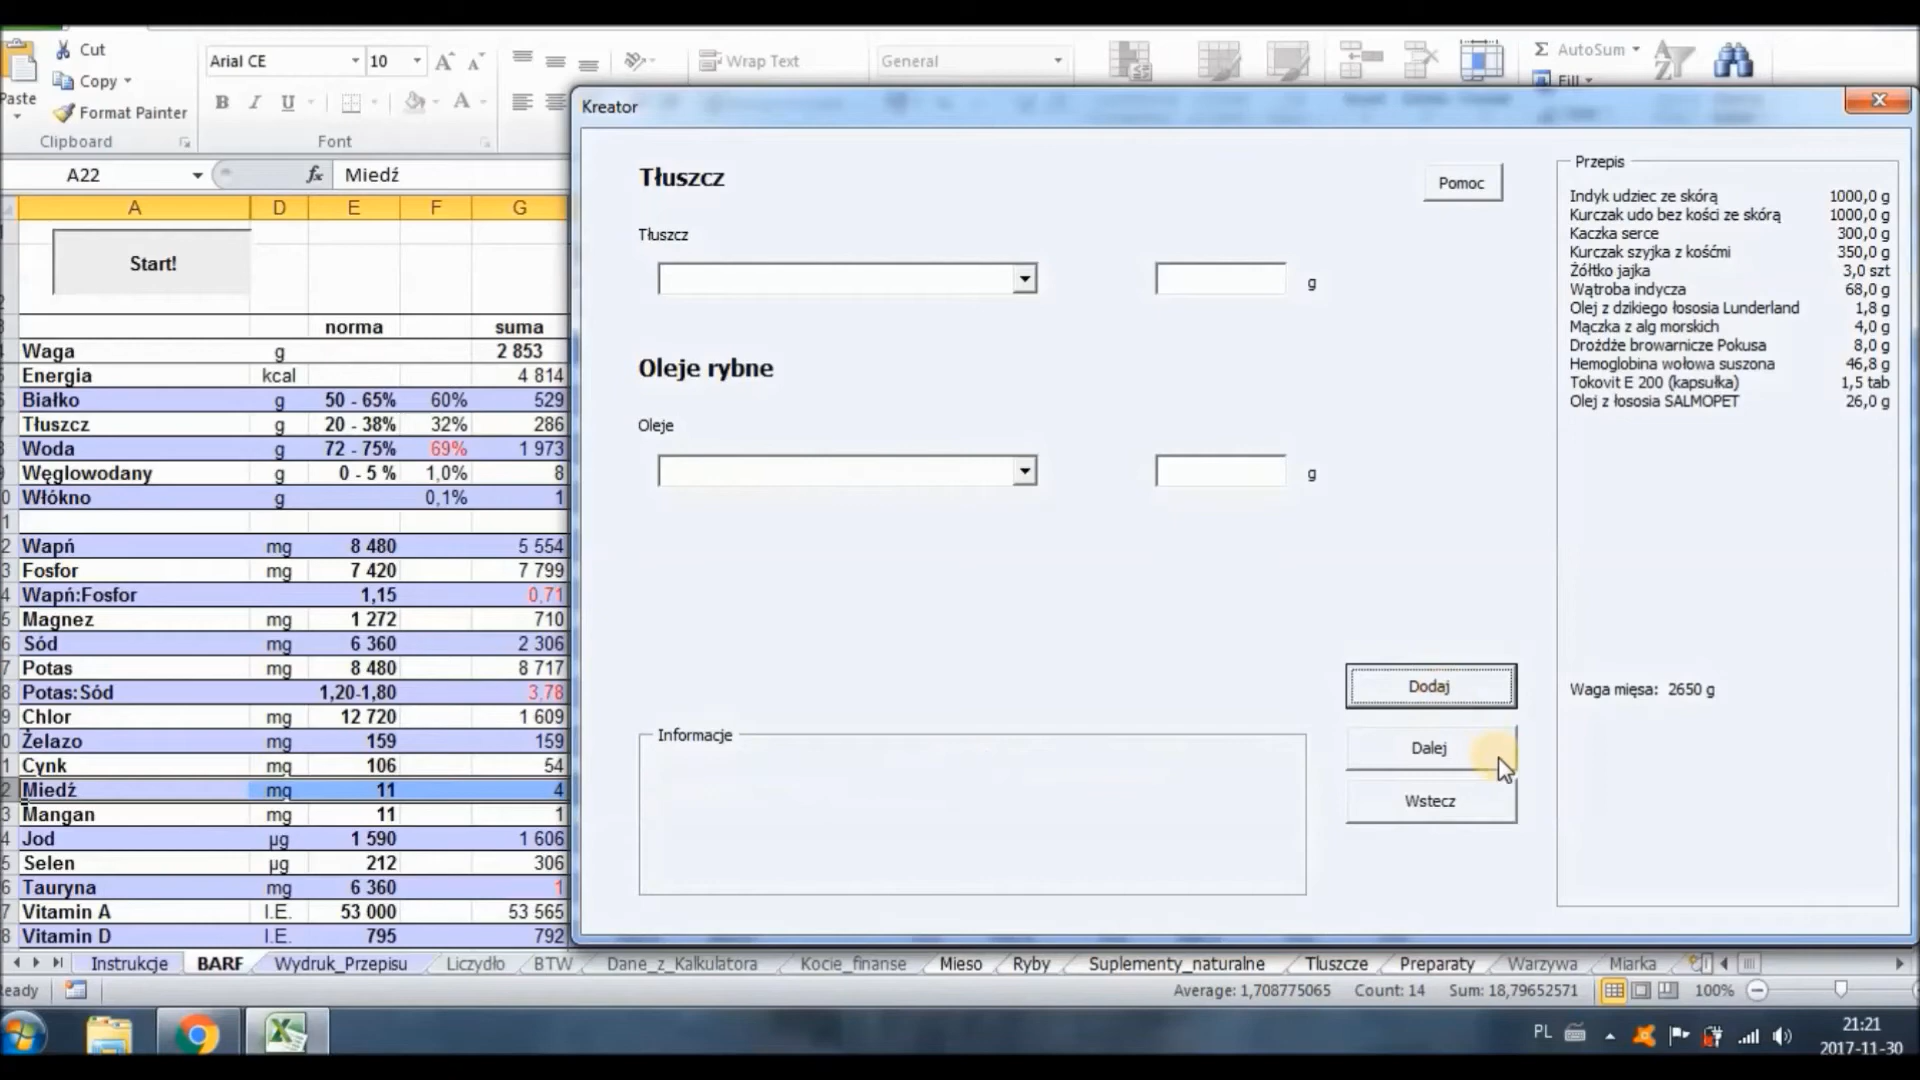 Cut
Arial CE 10
Wrap Text
General
AutoSum
Paste
Copy
Fill
Format Painter
B I U
Clipboard
Font
A22
fx
Miedź
A D E F G
Start!
norma suma
Waga g 2 853
Energia kcal 4 814
Białko g 50 - 65% 60% 529
Tłuszcz g 20 - 38% 32% 286
Woda g 72 - 75% 69% 1 973
Węglowodany g 0 - 5 % 1,0% 8
Włókno g 0,1% 1
Wapń mg 8 480 5 554
Fosfor mg 7 420 7 799
Wapń:Fosfor 1,15 0,71
Magnez mg 1 272 710
Sód mg 6 360 2 306
Potas mg 8 480 8 717
Potas:Sód 1,20-1,80 3,78
Chlor mg 12 720 1 609
Żelazo mg 159 159
Cynk mg 106 54
Miedź mg 11 4
Mangan mg 11 1
Jod µg 1 590 1 606
Selen µg 212 306
Tauryna mg 6 360 1
Vitamin A I.E. 53 000 53 565
Vitamin D I.E. 795 792
Kreator
Tłuszcz
Pomoc
Tłuszcz
g
Oleje rybne
Oleje
g
Dodaj
Dalej
Wstecz
Informacje
Przepis
Indyk udziec ze skórą 1000,0 g
Kurczak udo bez kości ze skórą 1000,0 g
Kaczka serce 300,0 g
Kurczak szyjka z kośćmi 350,0 g
Żółtko jajka 3,0 szt
Wątroba indycza 68,0 g
Olej z dzikiego łososia Lunderland 1,8 g
Mączka z alg morskich 4,0 g
Drożdże browarnicze Pokusa 8,0 g
Hemoglobina wołowa suszona 46,8 g
Tokovit E 200 (kapsułka) 1,5 tab
Olej z łososia SALMOPET 26,0 g
Waga mięsa: 2650 g
Instrukcje BARF Wydruk_Przepisu Liczydło BTW Dane_z_Kalkulatora Kocie_finanse Mieso Ryby Suplementy_naturalne Tluszcze Preparaty Warzywa Miarka
Average: 1,708775065 Count: 14 Sum: 18,79652571 100%
PL
21:21
2017-11-30